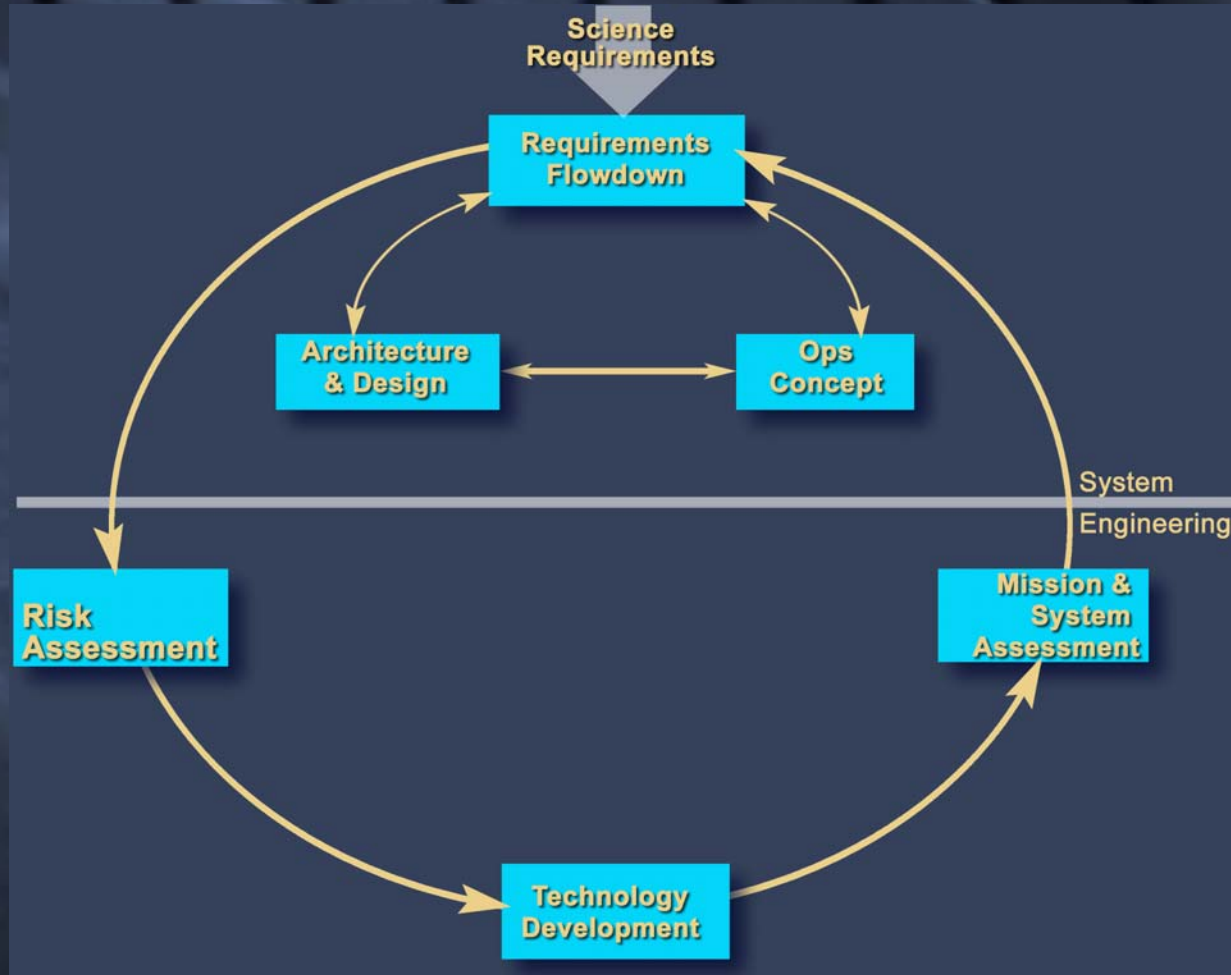 Science
Requirements
Requirements
Flowdown
Architecture
& Design
Ops
Concept
System
Engineering
Risk
Assessment
Mission &
System
Assessment
Technology
Development